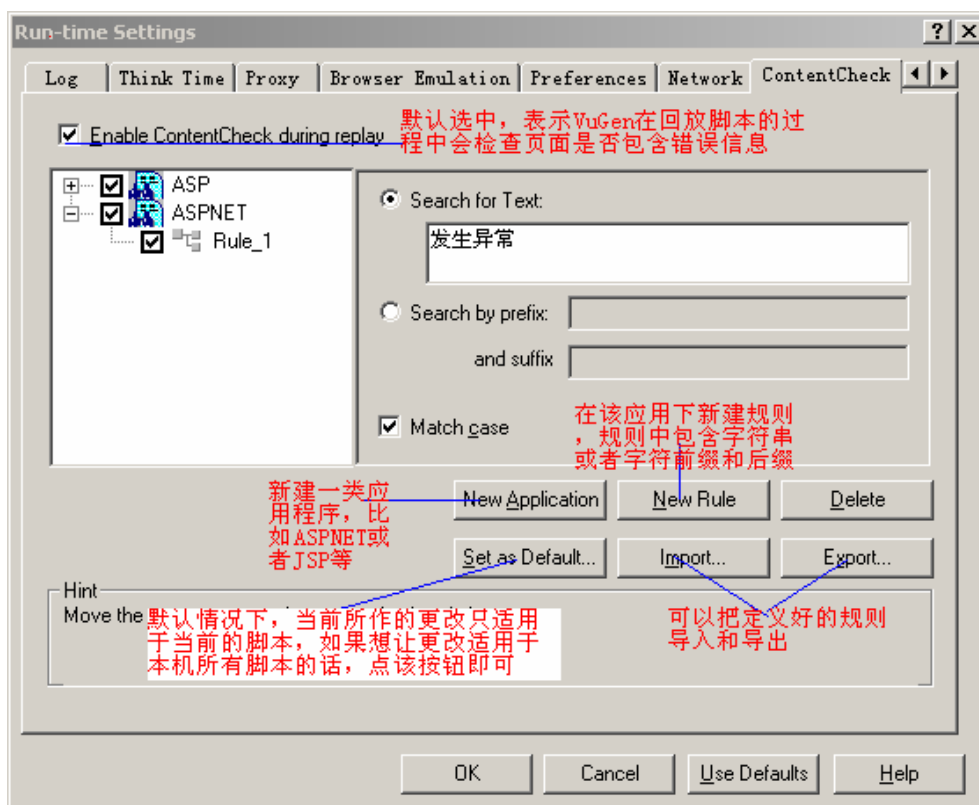 Run-time Settings
Log
Think Time
Proxy
Browser Emulation
Preferences
Network
ContentCheck
Enable ContentCheck during replay
默认选中，表示VuGen在回放脚本的过
程中会检查页面是否包含错误信息
ASP
ASPNET
Rule_1
Search for Text:
发生异常
Search by prefix:
and suffix
Match case
在该应用下新建规则
，规则中包含字符串
或者字符前缀和后缀
新建一类应
用程序，比
如ASPNET或
者JSP等
New Application
New Rule
Delete
Set as Default...
Import...
Export...
Hint
Move the
默认情况下，当前所作的更改只适用
于当前的脚本，如果想让更改适用于
本机所有脚本的话，点该按钮即可
可以把定义好的规则
导入和导出
OK
Cancel
Use Defaults
Help